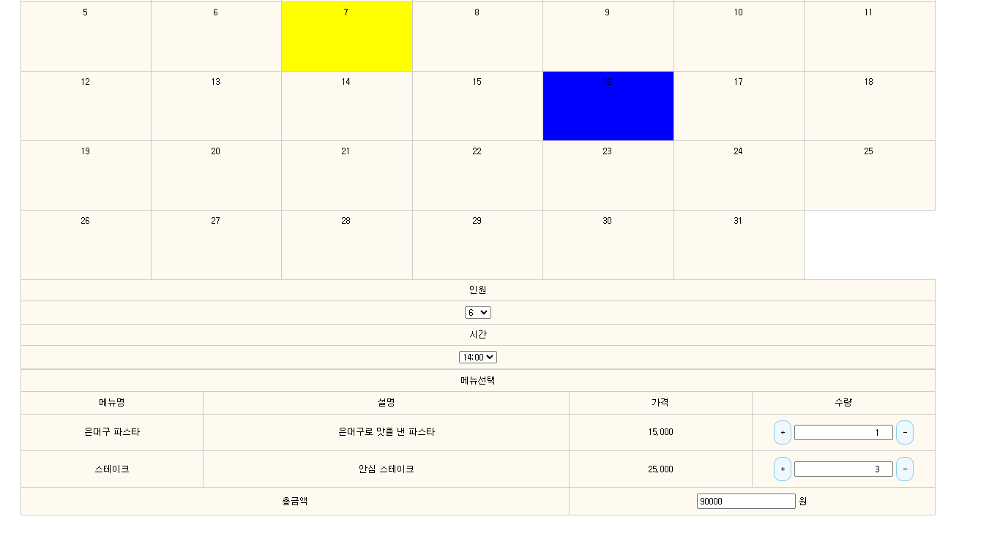 5 6 7 8 9 10 11
12 13 14 15 16 17 18
19 20 21 22 23 24 25
26 27 28 29 30 31
인원
6
시간
14:00
메뉴선택
메뉴명 설명 가격 수량
은대구 파스타 은대구로 맛을 낸 파스타 15,000 + 1 -
스테이크 안심 스테이크 25,000 + 3 -
총금액 90000 원